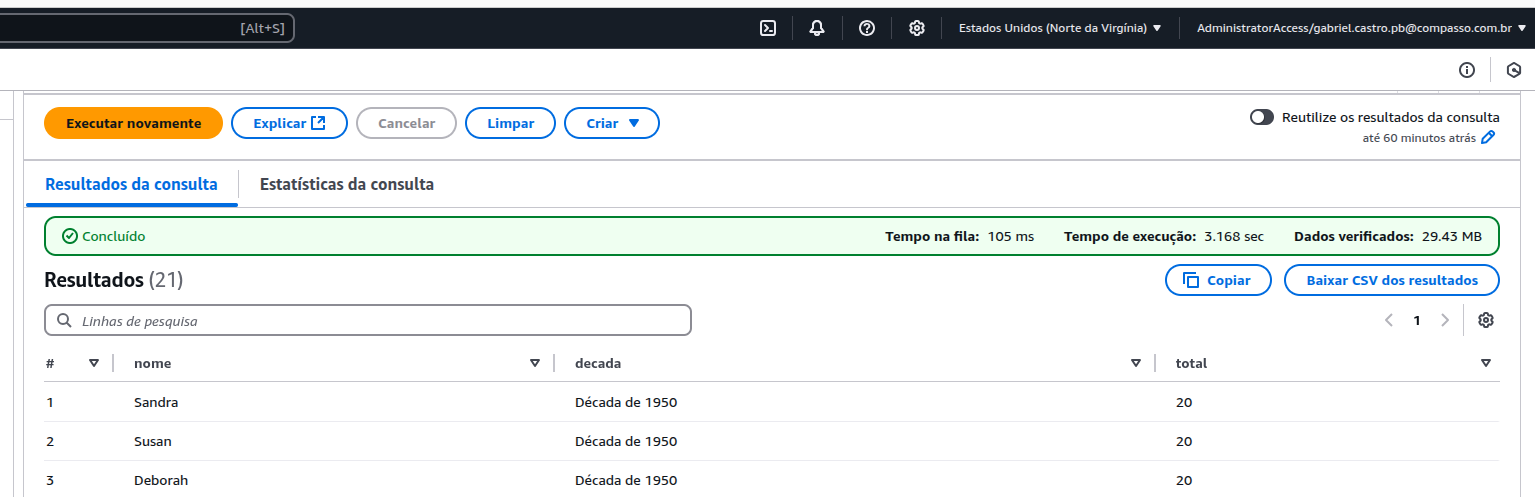 [Alt+S] Estados Unidos (Norte da Virgínia) AdministratorAccess/gabriel.castro.pb@compasso.com.br
Executar novamente Explicar Cancelar Limpar Criar Reutilize os resultados da consulta
até 60 minutos atrás
Resultados da consulta Estatísticas da consulta
Concluído Tempo na fila: 105 ms Tempo de execução: 3.168 sec Dados verificados: 29.43 MB
Resultados (21) Copiar Baixar CSV dos resultados
Linhas de pesquisa 1
# nome decada total
1 Sandra Década de 1950 20
2 Susan Década de 1950 20
3 Deborah Década de 1950 20